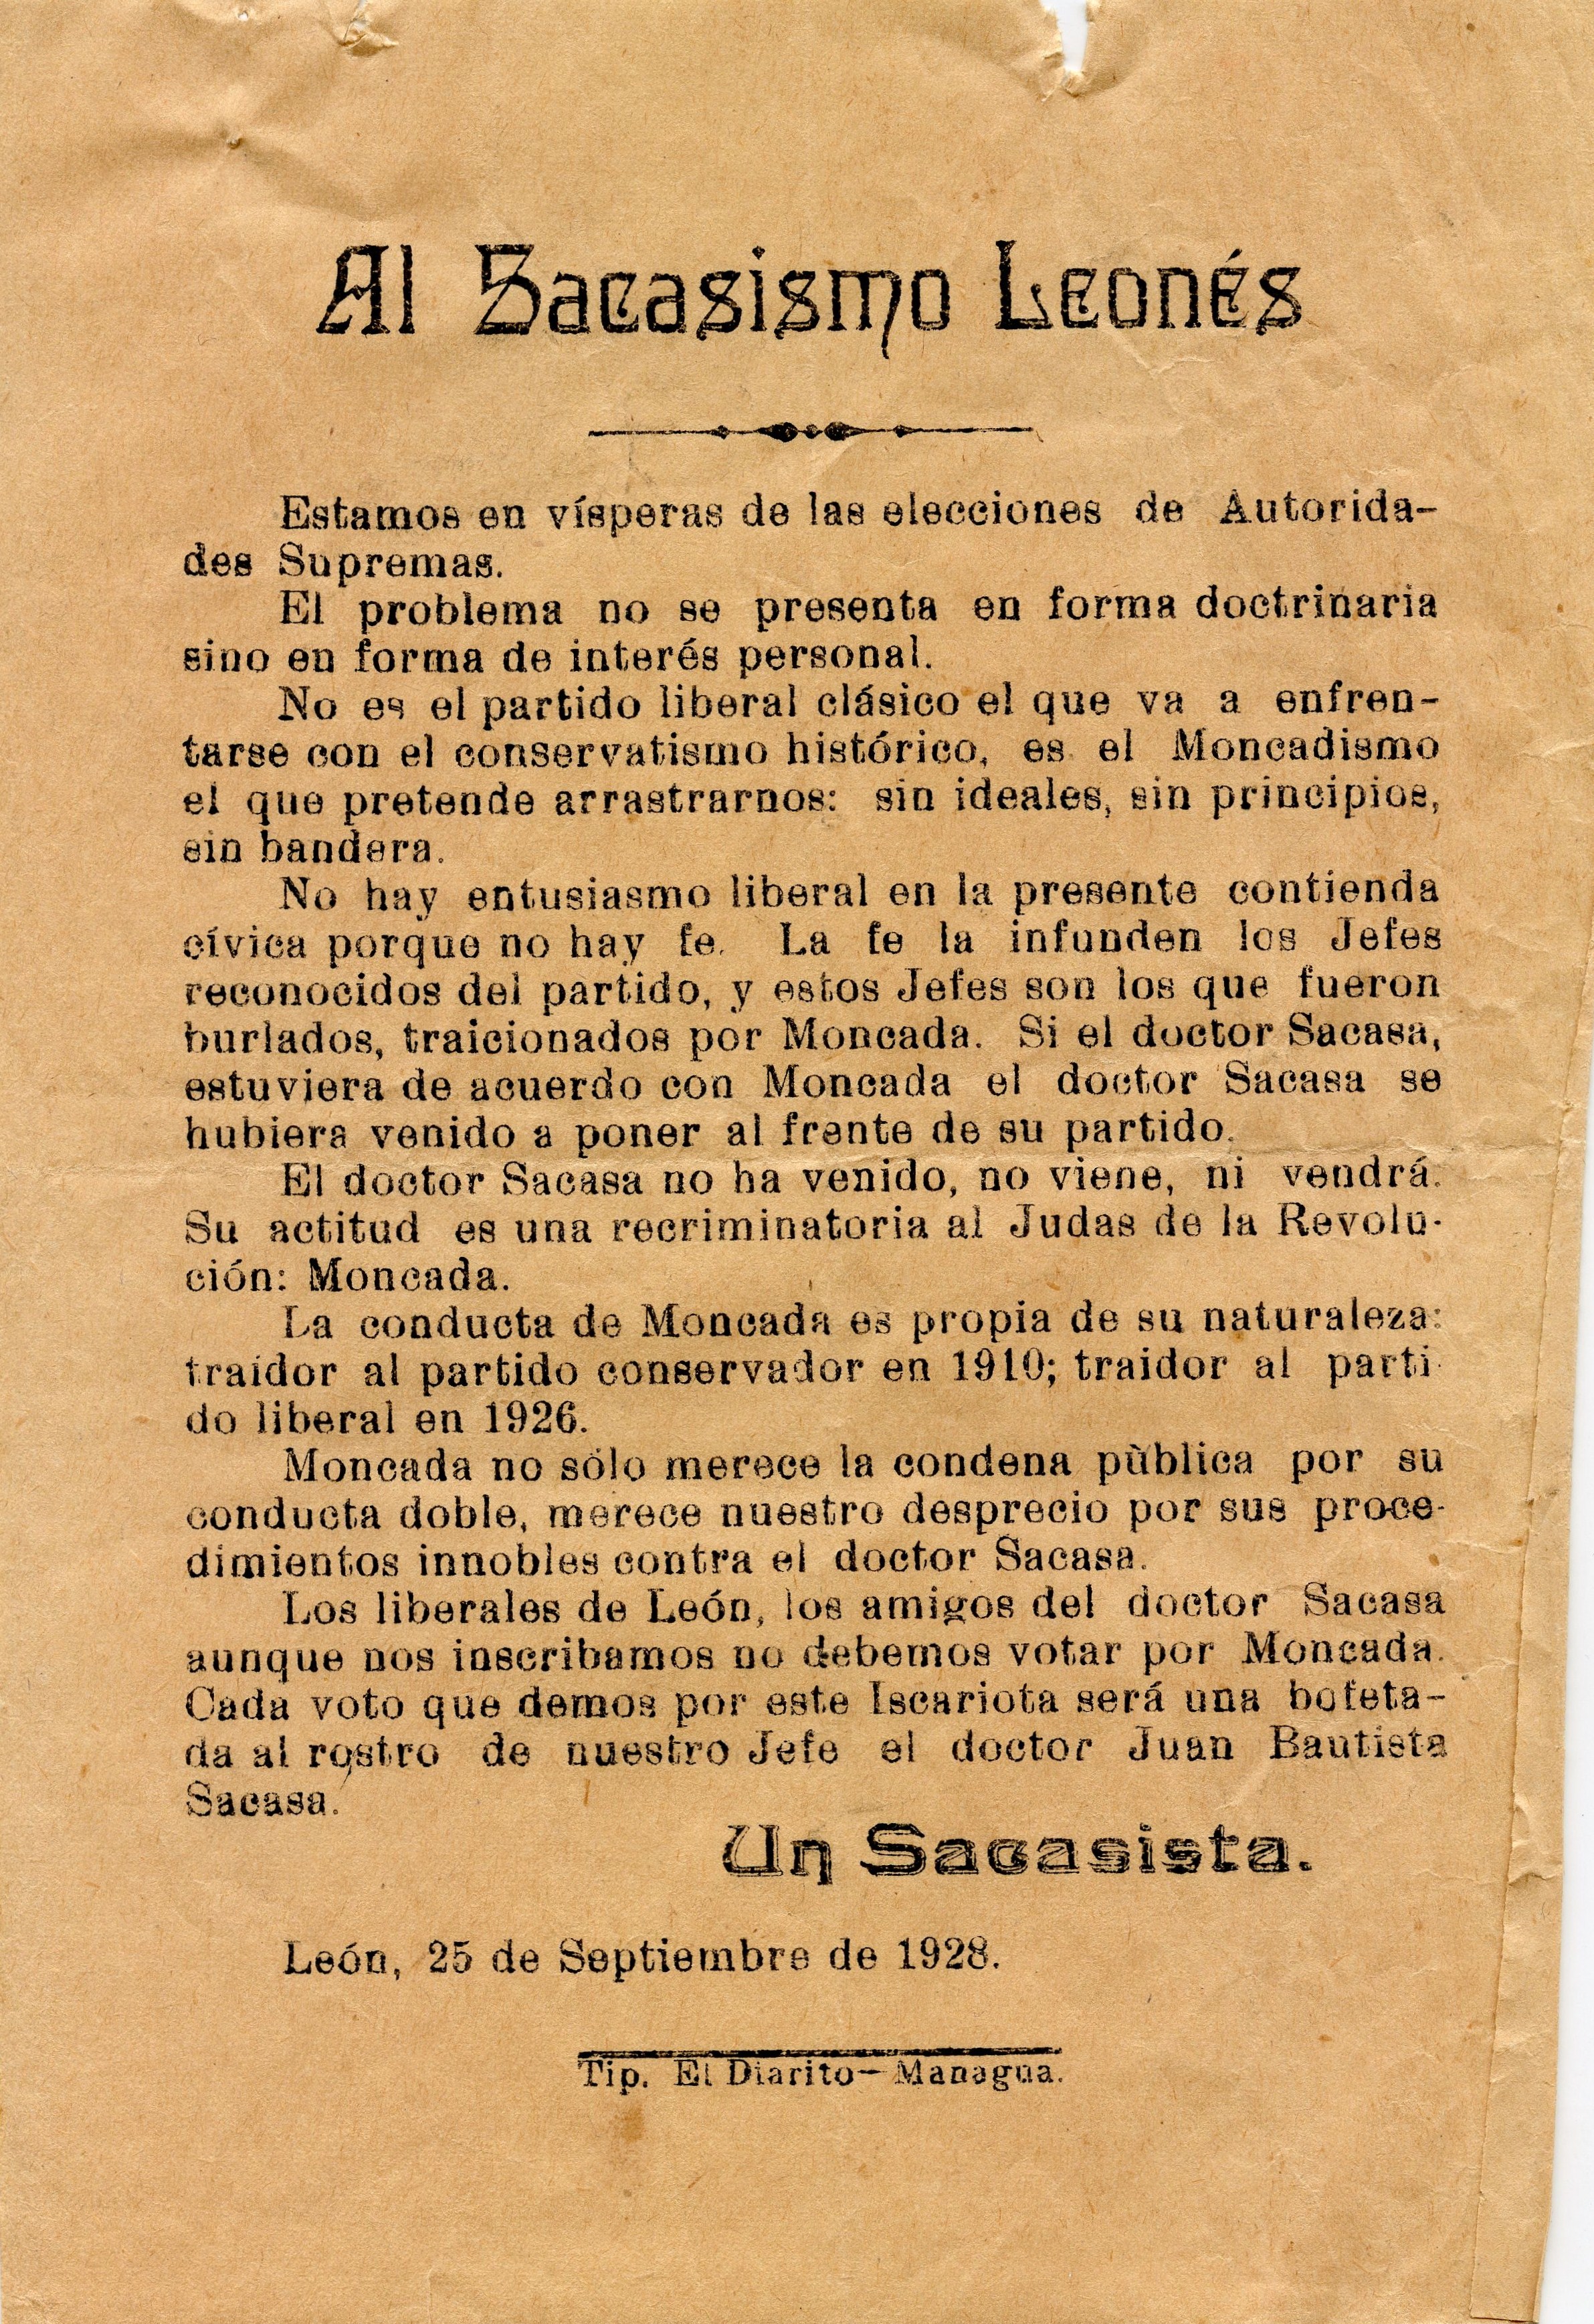 Al Sacasismo Leonés
Estamos en vísperas de las elecciones de Autorida-
des Supremas.
El problema no se presenta en forma doctrinaria
sino en forma de interés personal.
No es el partido liberal clásico el que va a enfren-
tarse con el conservatismo histórico, es el Moncadismo
el que pretende arrastrarnos: sin ideales, sin principios,
sin bandera.
No hay entusiasmo liberal en la presente contienda
cívica porque no hay fe. La fe la infunden los Jefes
reconocidos del partido, y estos Jefes son los que fueron
burlados, traicionados por Moncada. Si el doctor Sacasa,
estuviera de acuerdo con Moncada el doctor Sacasa se
hubiera venido a poner al frente de su partido.
El doctor Sacasa no ha venido, no viene, ni vendrá.
Su actitud es una recriminatoria al Judas de la Revolu-
ción: Moncada.
La conducta de Moncada es propia de su naturaleza:
traidor al partido conservador en 1910; traidor al parti-
do liberal en 1926.
Moncada no sólo merece la condena pùblica por su
conducta doble, merece nuestro desprecio por sus proce-
dimientos innobles contra el doctor Sacasa.
Los liberales de León, los amigos del doctor Sacasa
aunque nos inscribamos no debemos votar por Moncada.
Cada voto que demos por este Iscariota será una bofeta-
da al rostro de nuestro Jefe el doctor Juan Bautista
Sacasa.
Un Sacasista.
León, 25 de Septiembre de 1928.
Tip. El Diarito—Managua.